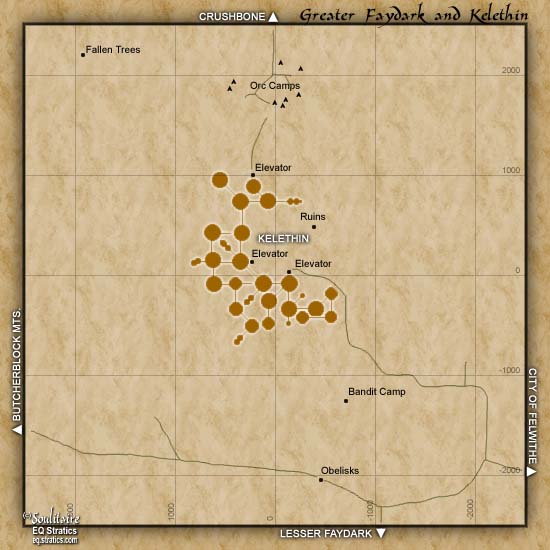 CRUSHBONE
Greater Faydark and Kelethin
Fallen Trees
2000
Orc Camps
Elevator
1000
Ruins
KELETHIN
Elevator
Elevator
0
BUTCHERBLOCK MTS.
-1000
CITY OF FELWITHE
Bandit Camp
Obelisks
-2000
2000
1000
0
-1000
-2000
©Soulitaire
EQ Stratics
eq.stratics.com
LESSER FAYDARK